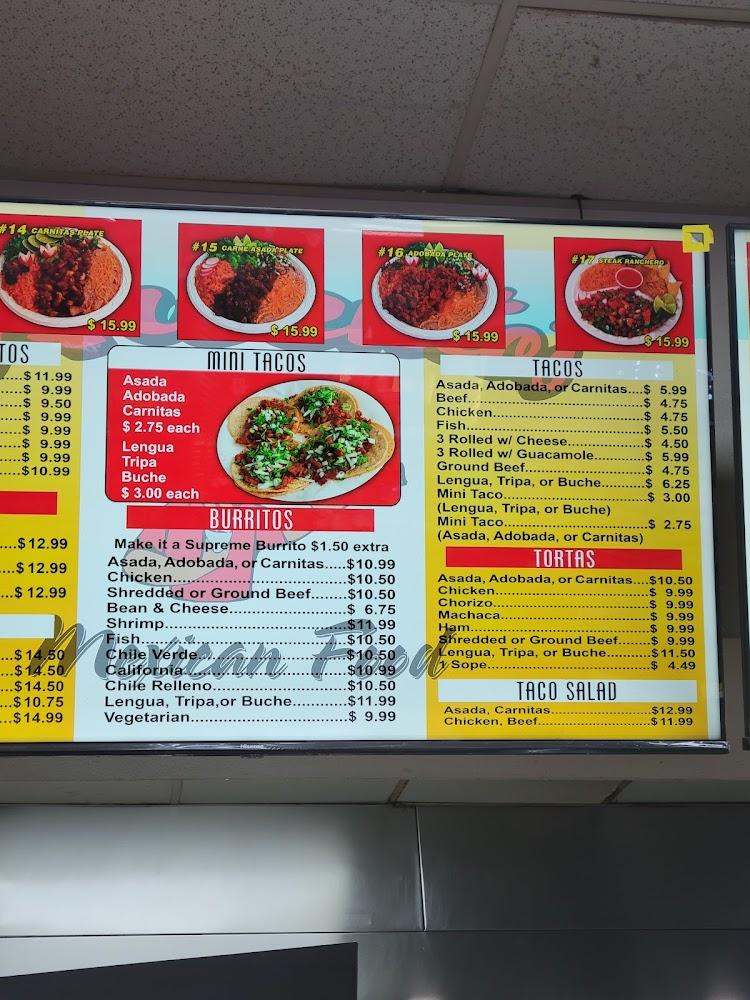 #14 CARNITAS PLATE
$ 15.99
#15 CARNE ASADA PLATE
$ 15.99
#16 ADOBADA PLATE
$ 15.99
#17 STEAK RANCHERO
$ 15.99
TOS
....$11.99
....$ 9.99
....$ 9.50
....$ 9.99
....$ 9.99
....$ 9.99
....$ 9.99
....$10.99
...$12.99
...$12.99
...$ 12.99
...$14.50
...$14.50
...$14.50
...$10.75
...$14.99
MINI TACOS
Asada
Adobada
Carnitas
$ 2.75 each
Lengua
Tripa
Buche
$ 3.00 each
BURRITOS
Make it a Supreme Burrito $1.50 extra
Asada, Adobada, or Carnitas....$10.99
Chicken....$10.50
Shredded or Ground Beef....$10.50
Bean & Cheese....$ 6.75
Shrimp....$11.99
Fish....$10.50
Chile Verde....$10.50
California....$10.99
Chile Relleno....$10.50
Lengua, Tripa,or Buche....$11.99
Vegetarian....$ 9.99
Mexican Food
TACOS
Asada, Adobada, or Carnitas....$ 5.99
Beef....$ 4.75
Chicken....$ 4.75
Fish....$ 5.50
3 Rolled w/ Cheese....$ 4.50
3 Rolled w/ Guacamole....$ 5.99
Ground Beef....$ 4.75
Lengua, Tripa, or Buche....$ 6.25
Mini Taco....$ 3.00
(Lengua, Tripa, or Buche)
Mini Taco....$ 2.75
(Asada, Adobada, or Carnitas)
TORTAS
Asada, Adobada, or Carnitas....$10.50
Chicken....$ 9.99
Chorizo....$ 9.99
Machaca....$ 9.99
Ham....$ 9.99
Shredded or Ground Beef....$ 9.99
Lengua, Tripa, or Buche....$11.50
1 Sope....$ 4.49
TACO SALAD
Asada, Carnitas....$12.99
Chicken, Beef....$11.99
Hisense